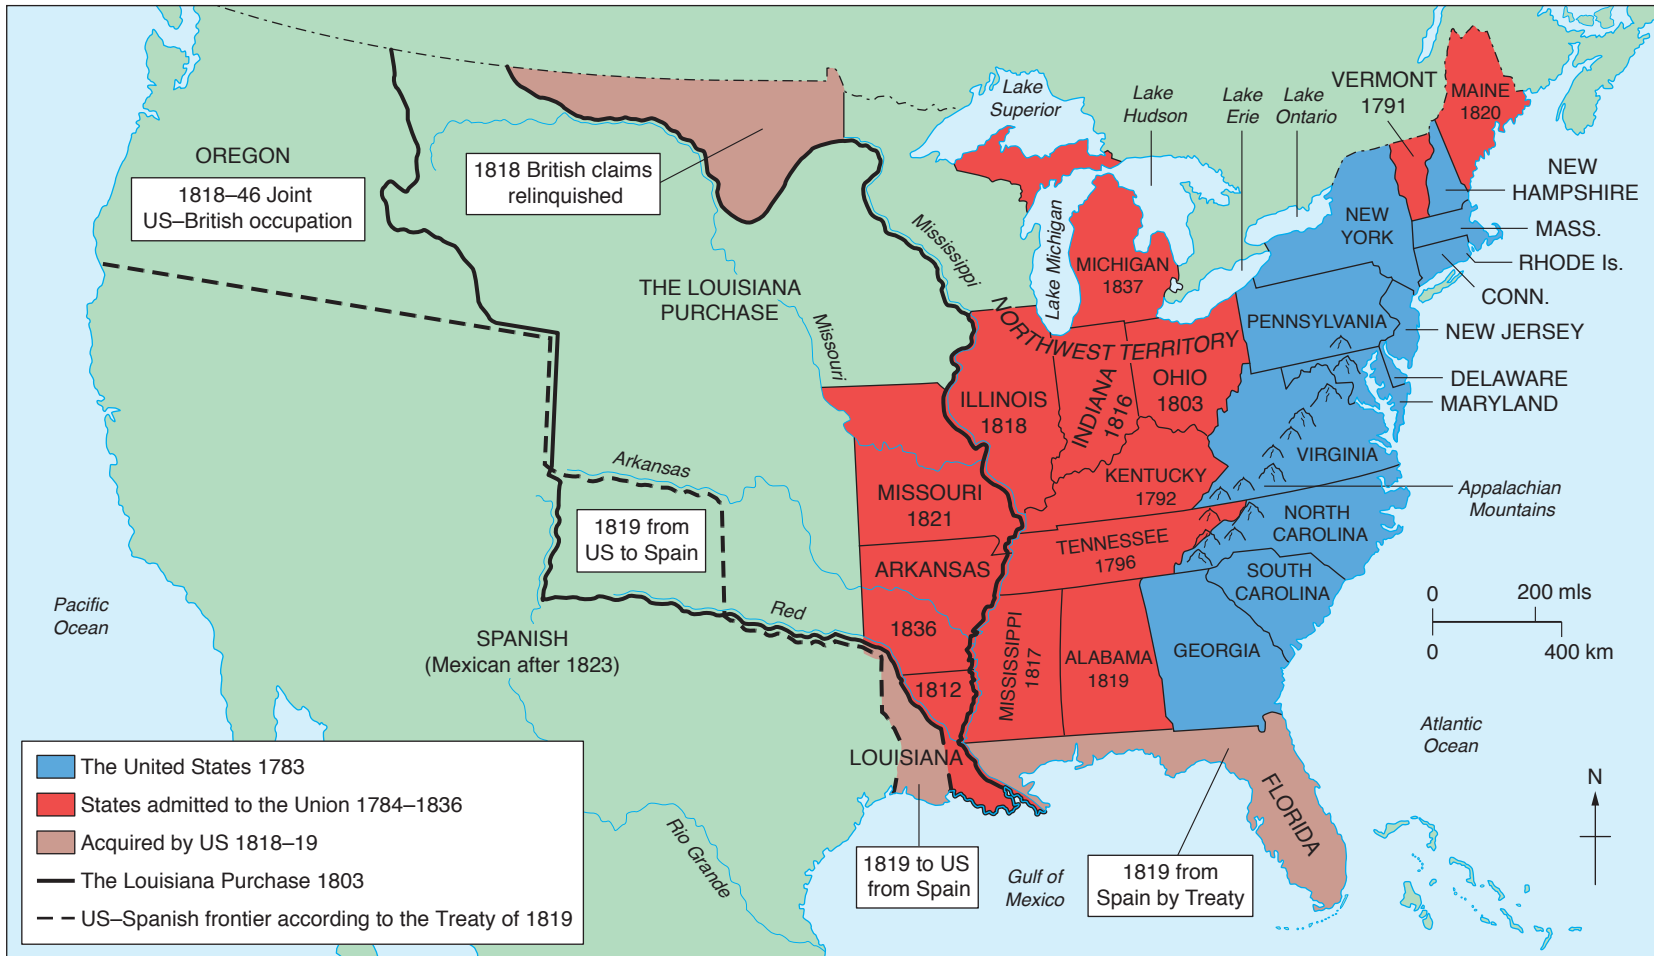 OREGON
1818–46 Joint
US–British occupation
1818 British claims
relinquished
THE LOUISIANA
PURCHASE
Mississippi
Missouri
Lake
Superior
Lake
Hudson
Lake
Erie
Lake
Ontario
Lake Michigan
VERMONT
1791
MAINE
1820
NEW
HAMPSHIRE
MASS.
RHODE Is.
CONN.
NEW
YORK
NEW JERSEY
PENNSYLVANIA
DELAWARE
MARYLAND
MICHIGAN
1837
NORTHWEST TERRITORY
ILLINOIS
1818
INDIANA
1816
OHIO
1803
VIRGINIA
KENTUCKY
1792
Appalachian
Mountains
NORTH
CAROLINA
TENNESSEE
1796
SOUTH
CAROLINA
Arkansas
1819 from
US to Spain
MISSOURI
1821
ARKANSAS
1836
Red
SPANISH
(Mexican after 1823)
1812
LOUISIANA
MISSISSIPPI
1817
ALABAMA
1819
GEORGIA
FLORIDA
Pacific
Ocean
Atlantic
Ocean
0 200 mls
0 400 km
N
Rio Grande
1819 to US
from Spain
Gulf of
Mexico
1819 from
Spain by Treaty
The United States 1783
States admitted to the Union 1784–1836
Acquired by US 1818–19
The Louisiana Purchase 1803
US–Spanish frontier according to the Treaty of 1819